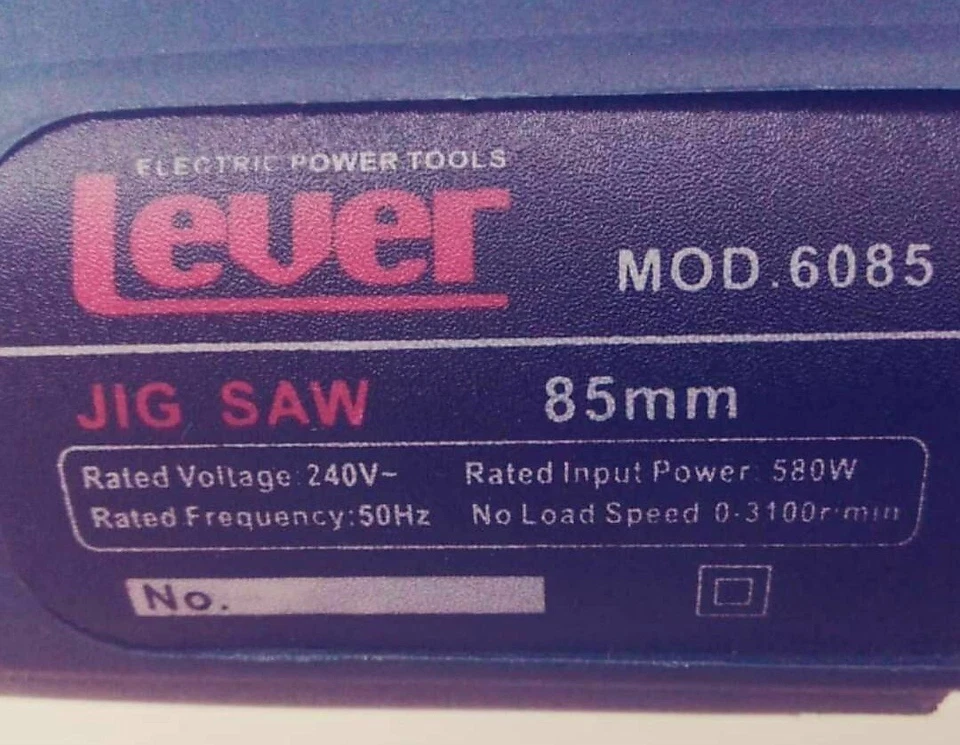 ELECTRIC POWER TOOLS
Lever
MOD.6085
JIG SAW 85mm
Rated Voltage:240V~ Rated Input Power: 580W
Rated Frequency:50Hz No Load Speed 0-3100r·min
No.